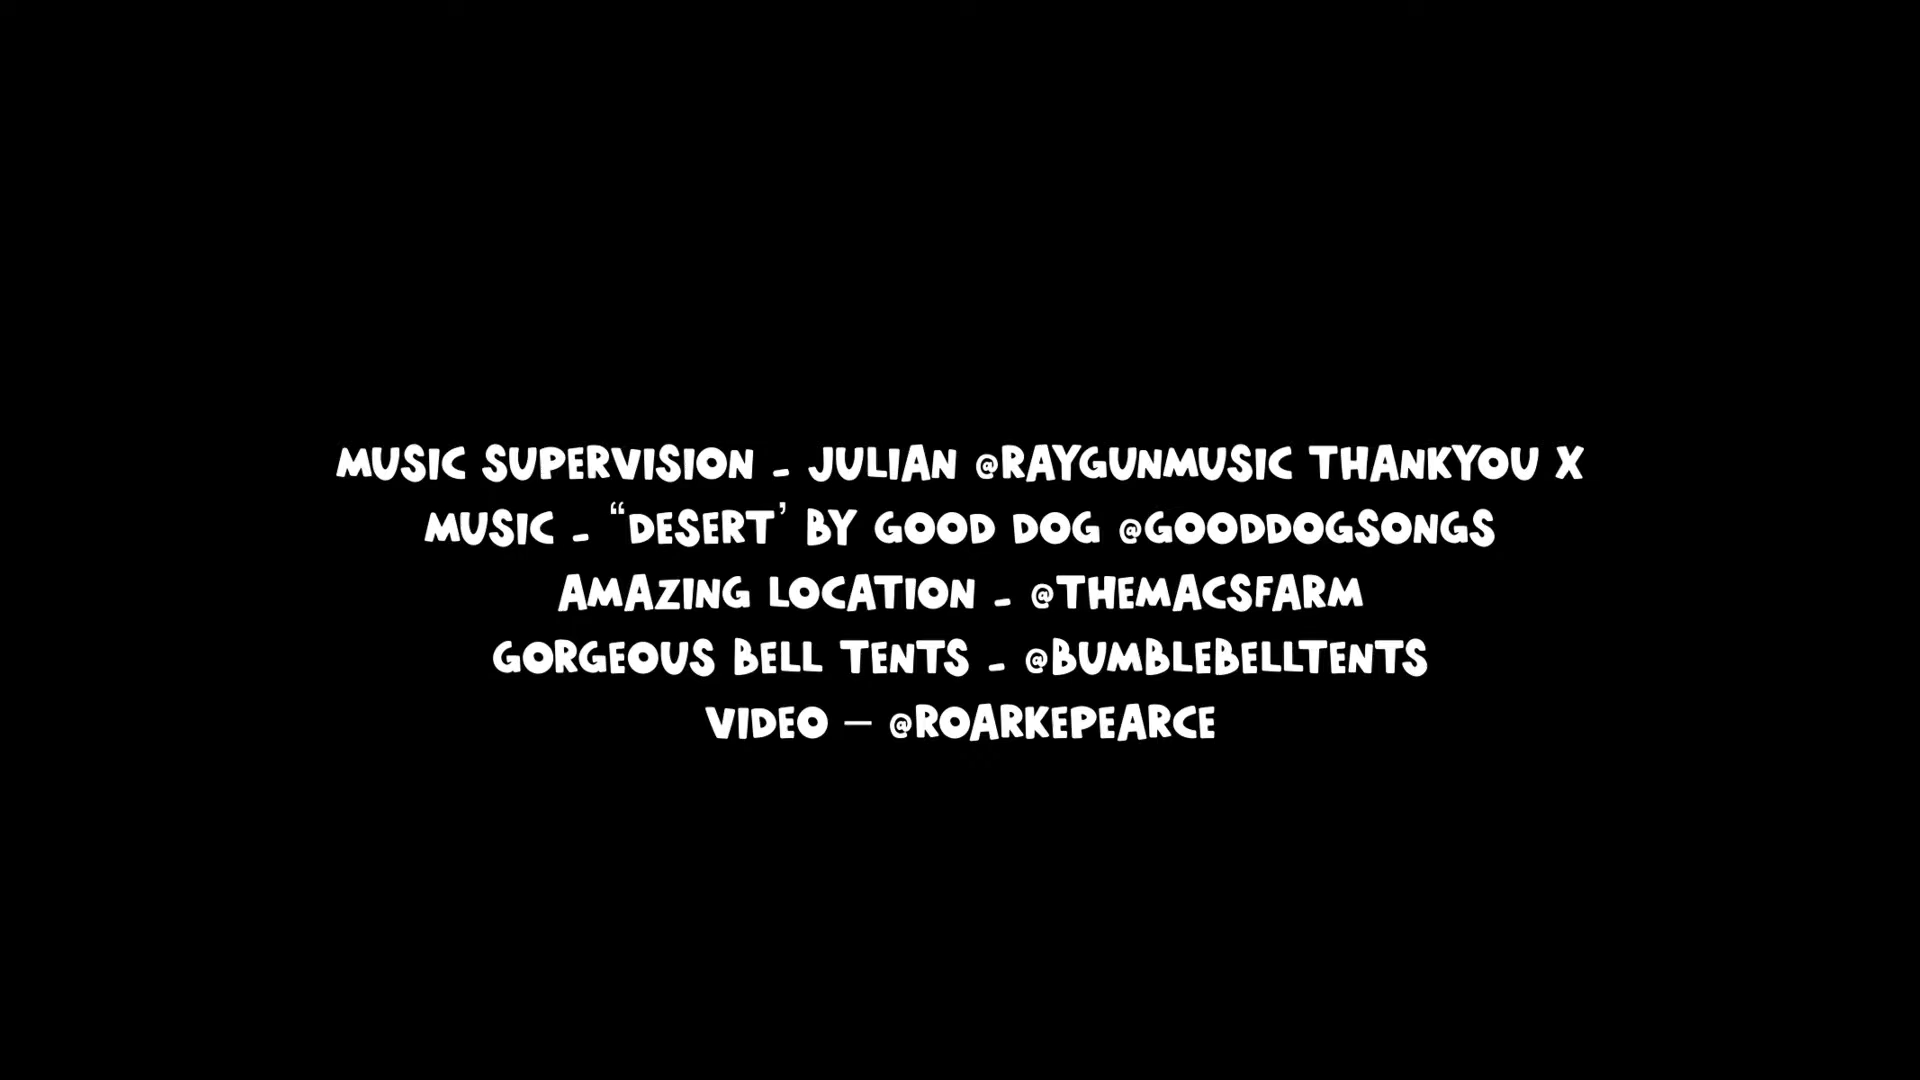 MUSIC SUPERVISION - JULIAN @RAYGUNMUSIC THANKYOU X
MUSIC - “DESERT’ BY GOOD DOG @GOODDOGSONGS
AMAZING LOCATION - @THEMACSFARM
GORGEOUS BELL TENTS - @BUMBLEBELLTENTS
VIDEO – @ROARKEPEARCE